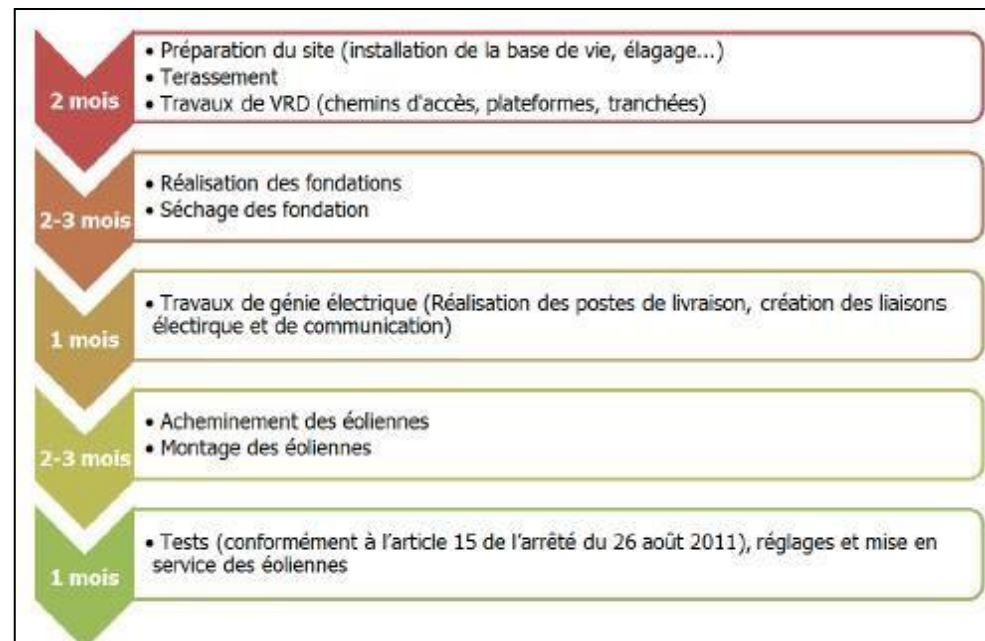 2 mois
• Préparation du site (installation de la base de vie, élagage...)
• Terassement
• Travaux de VRD (chemins d'accès, plateformes, tranchées)
2-3 mois
• Réalisation des fondations
• Séchage des fondation
1 mois
• Travaux de génie électrique (Réalisation des postes de livraison, création des liaisons
électirque et de communication)
2-3 mois
• Acheminement des éoliennes
• Montage des éoliennes
1 mois
• Tests (conformément à l'article 15 de l'arrêté du 26 août 2011), réglages et mise en
service des éoliennes